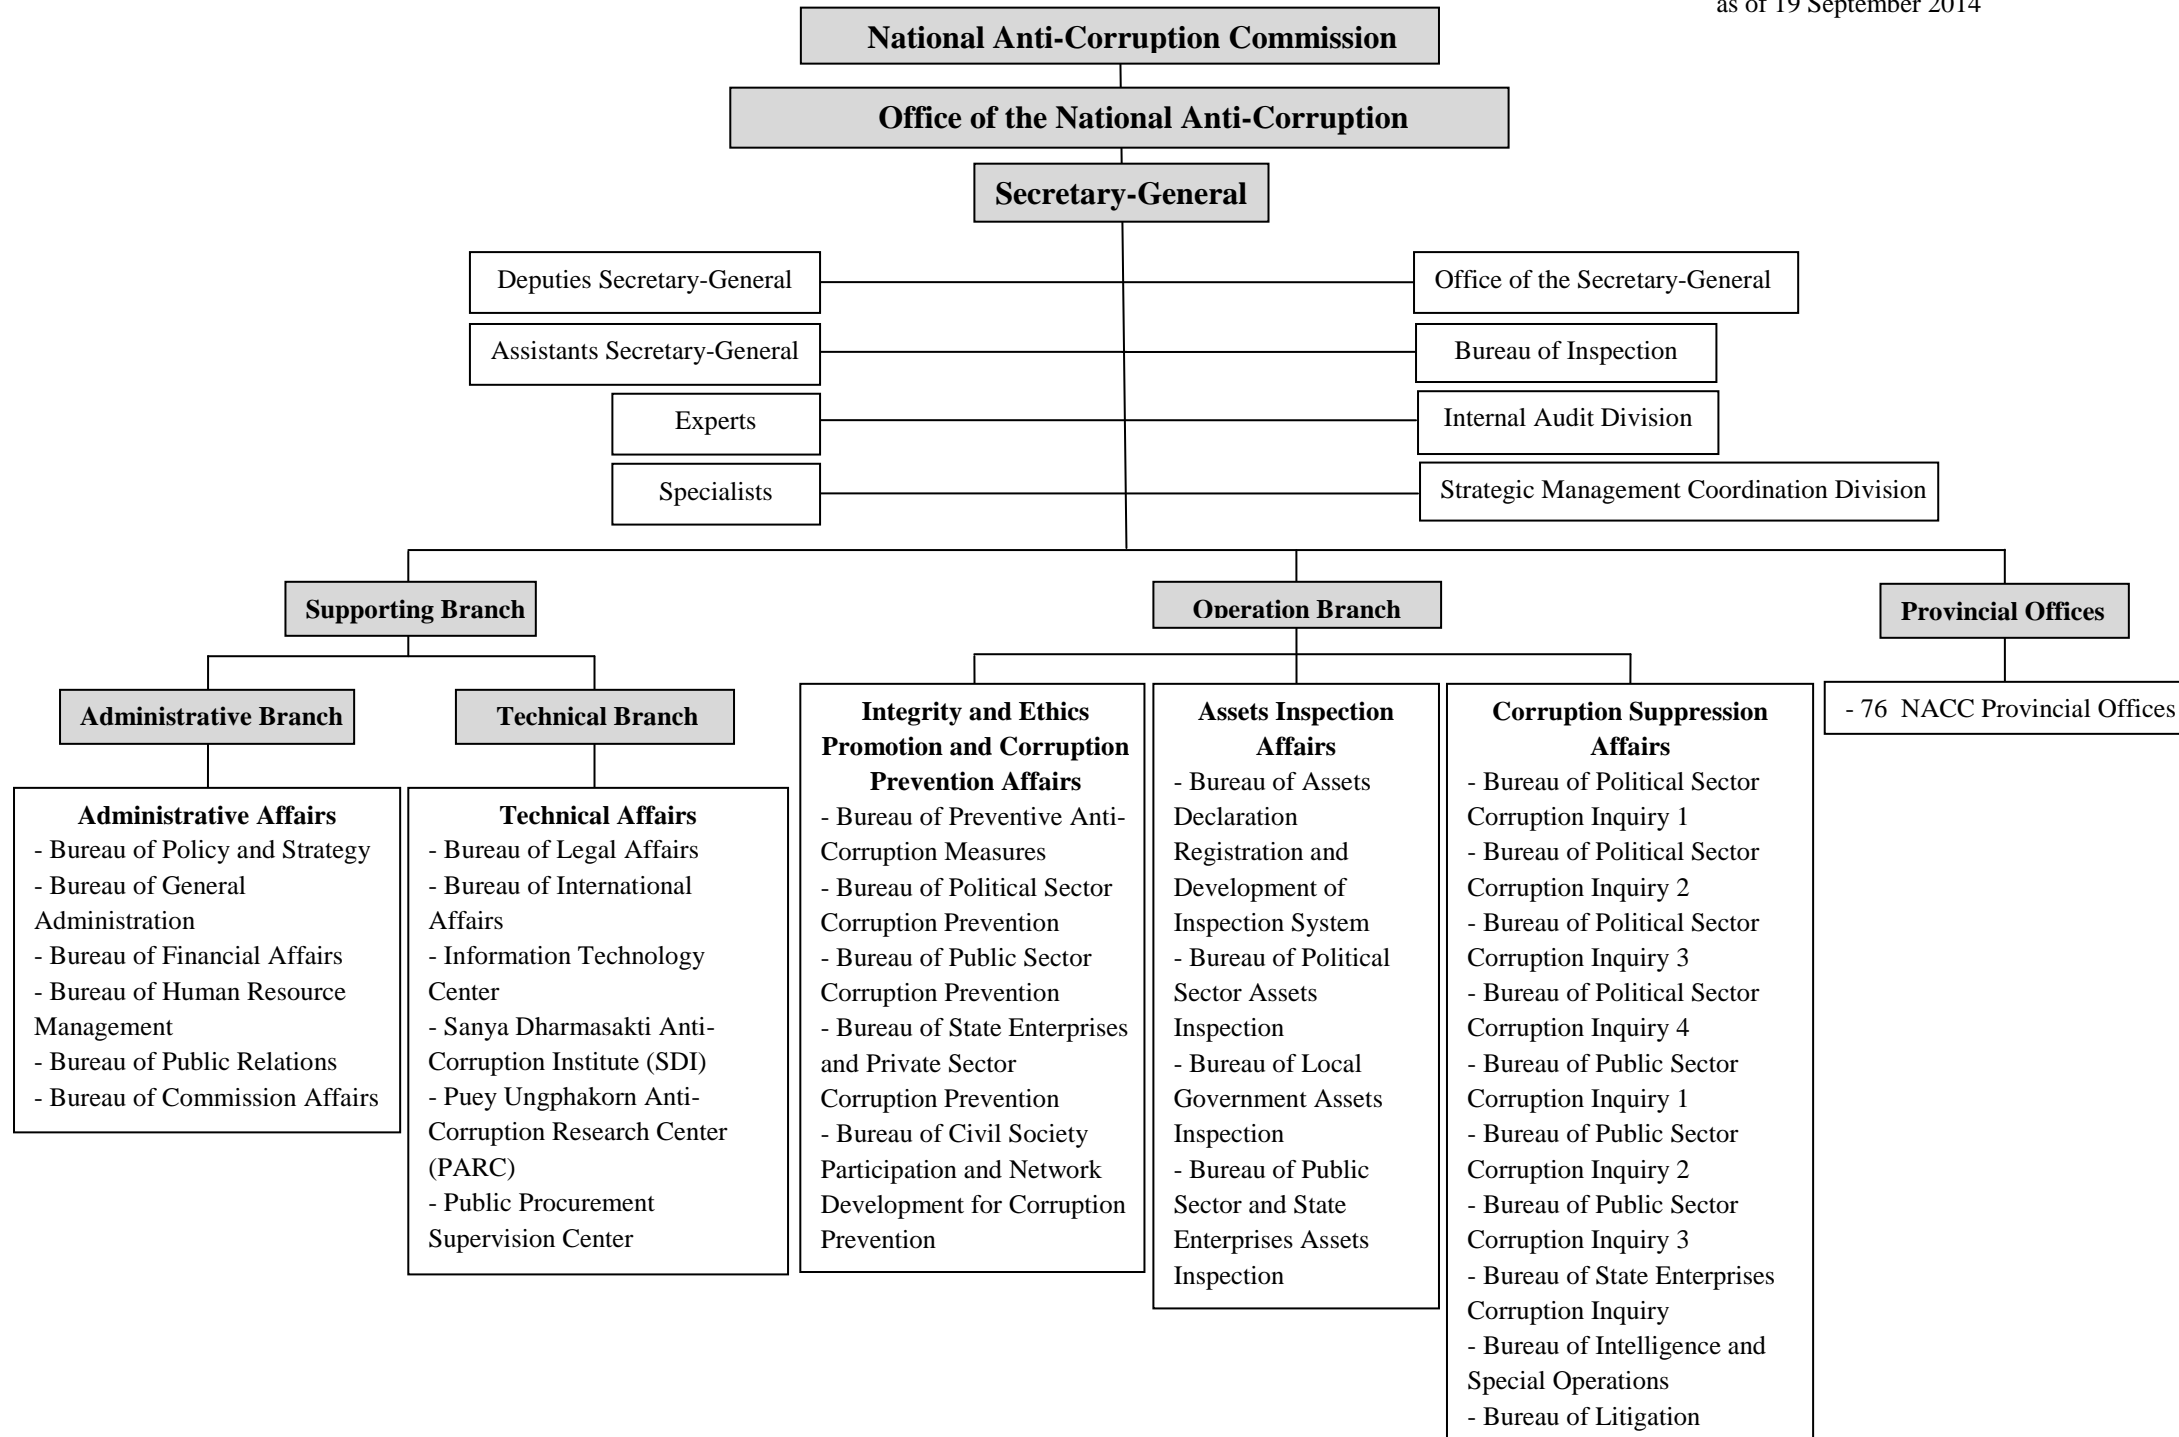 as of 19 September 2014
National Anti-Corruption Commission
Office of the National Anti-Corruption
Secretary-General
Deputies Secretary-General
Office of the Secretary-General
Assistants Secretary-General
Bureau of Inspection
Experts
Internal Audit Division
Specialists
Strategic Management Coordination Division
Supporting Branch
Operation Branch
Provincial Offices
Administrative Branch
Technical Branch
Administrative Affairs
- Bureau of Policy and Strategy
- Bureau of General
Administration
- Bureau of Financial Affairs
- Bureau of Human Resource
Management
- Bureau of Public Relations
- Bureau of Commission Affairs
Technical Affairs
- Bureau of Legal Affairs
- Bureau of International
Affairs
- Information Technology
Center
- Sanya Dharmasakti Anti-
Corruption Institute (SDI)
- Puey Ungphakorn Anti-
Corruption Research Center
(PARC)
- Public Procurement
Supervision Center
Integrity and Ethics
Promotion and Corruption
Prevention Affairs
- Bureau of Preventive Anti-
Corruption Measures
- Bureau of Political Sector
Corruption Prevention
- Bureau of Public Sector
Corruption Prevention
- Bureau of State Enterprises
and Private Sector
Corruption Prevention
- Bureau of Civil Society
Participation and Network
Development for Corruption
Prevention
Assets Inspection
Affairs
- Bureau of Assets
Declaration
Registration and
Development of
Inspection System
- Bureau of Political
Sector Assets
Inspection
- Bureau of Local
Government Assets
Inspection
- Bureau of Public
Sector and State
Enterprises Assets
Inspection
Corruption Suppression
Affairs
- Bureau of Political Sector
Corruption Inquiry 1
- Bureau of Political Sector
Corruption Inquiry 2
- Bureau of Political Sector
Corruption Inquiry 3
- Bureau of Political Sector
Corruption Inquiry 4
- Bureau of Public Sector
Corruption Inquiry 1
- Bureau of Public Sector
Corruption Inquiry 2
- Bureau of Public Sector
Corruption Inquiry 3
- Bureau of State Enterprises
Corruption Inquiry
- Bureau of Intelligence and
Special Operations
- Bureau of Litigation
- 76 NACC Provincial Offices